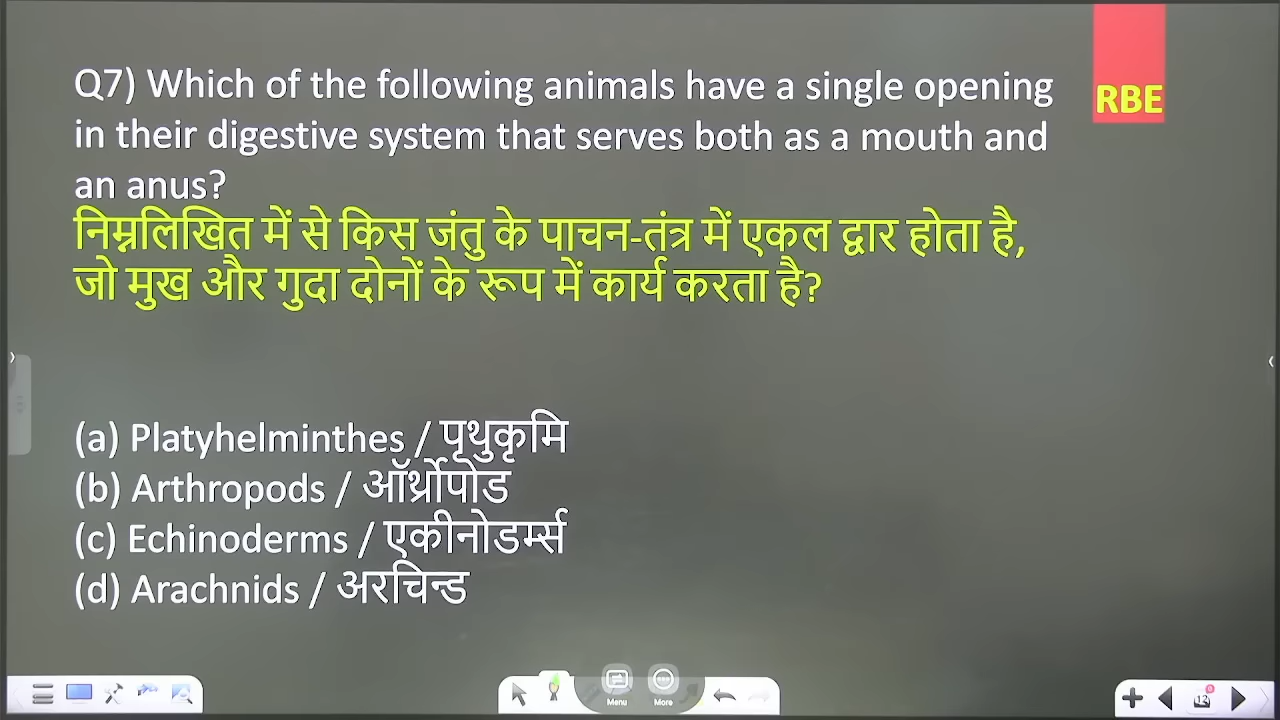 Q7) Which of the following animals have a single opening
in their digestive system that serves both as a mouth and
an anus?
RBE
निम्नलिखित में से किस जंतु के पाचन-तंत्र में एकल द्वार होता है,
जो मुख और गुदा दोनों के रूप में कार्य करता है?
(a) Platyhelminthes / पृथुकृमि
(b) Arthropods / ऑर्थ्रोपोड
(c) Echinoderms / एकीनोडर्म्स
(d) Arachnids / अरचिन्ड
Menu
More